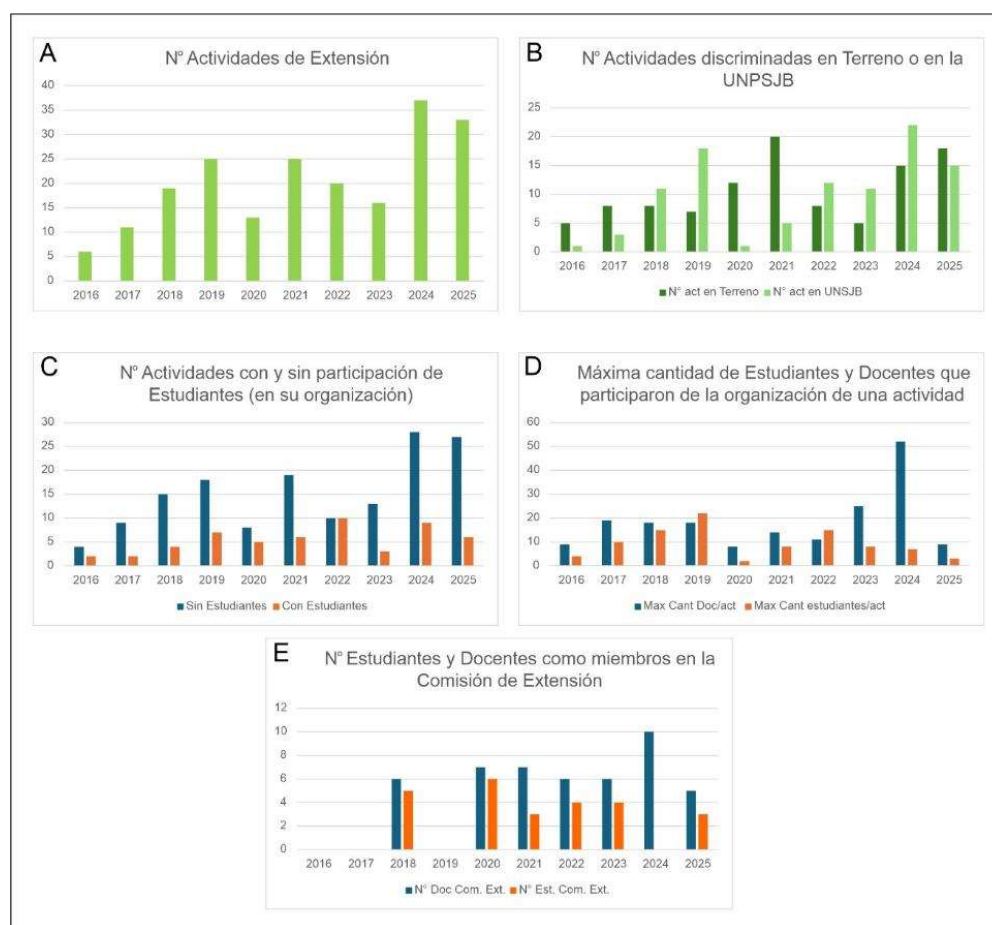 A
N° Actividades de Extensión
40
35
30
25
20
15
10
5
0
2016 2017 2018 2019 2020 2021 2022 2023 2024 2025
B
N° Actividades discriminadas en Terreno o en la
UNPSJB
25
20
15
10
5
0
2016 2017 2018 2019 2020 2021 2022 2023 2024 2025
N° act en Terreno N° act en UNSJB
C
N° Actividades con y sin participación de
Estudiantes (en su organización)
30
25
20
15
10
5
0
2016 2017 2018 2019 2020 2021 2022 2023 2024 2025
Sin Estudiantes Con Estudiantes
D
Máxima cantidad de Estudiantes y Docentes que
participaron de la organización de una actividad
60
50
40
30
20
10
0
2016 2017 2018 2019 2020 2021 2022 2023 2024 2025
Max Cant Doc/act Max Cant estudiantes/act
E
N° Estudiantes y Docentes como miembros en la
Comisión de Extensión
12
10
8
6
4
2
0
2016 2017 2018 2019 2020 2021 2022 2023 2024 2025
N° Doc Com. Ext. N° Est. Com. Ext.